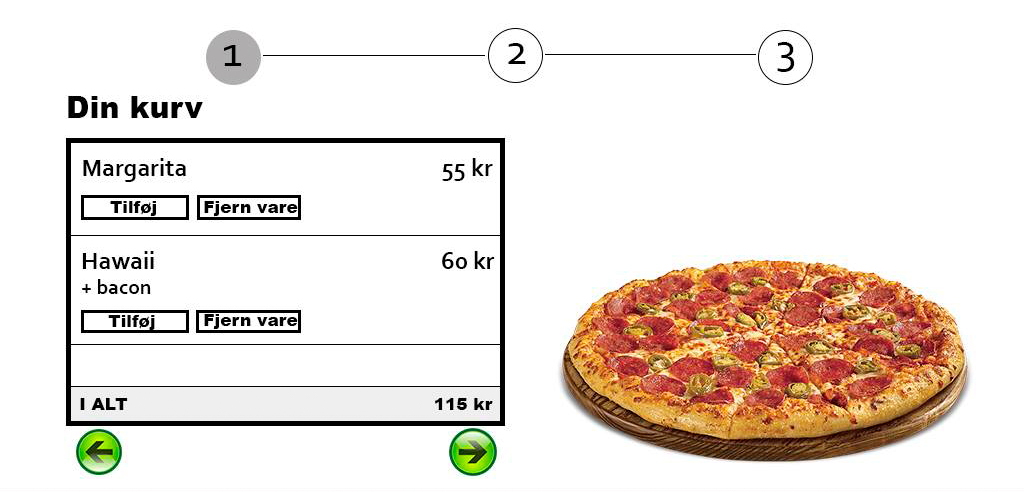 1 2 3
Din kurv
Margarita 55 kr
Tilføj Fjern vare
Hawaii 60 kr
+ bacon
Tilføj Fjern vare
I ALT 115 kr